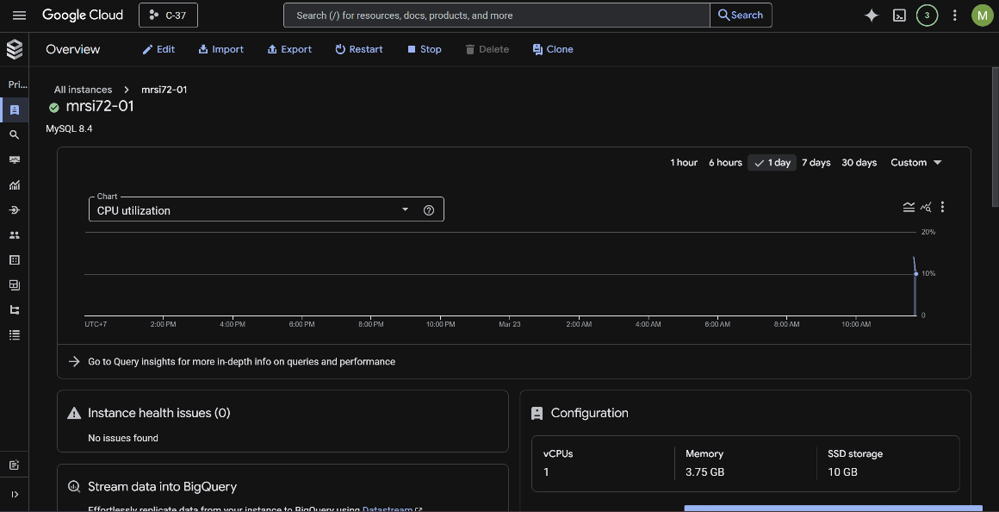 Google Cloud C-37 Search (/) for resources, docs, products, and more Search 3 M
Overview Edit Import Export Restart Stop Delete Clone
Pri...
All instances mrsi72-01
mrsi72-01
MySQL 8.4
1 hour 6 hours 1 day 7 days 30 days Custom
Chart
CPU utilization
20%
10%
0
UTC+7 2:00 PM 4:00 PM 6:00 PM 8:00 PM 10:00 PM Mar 23 2:00 AM 4:00 AM 6:00 AM 8:00 AM 10:00 AM
Go to Query insights for more in-depth info on queries and performance
Instance health issues (0)
No issues found
Stream data into BigQuery
Effortlessly replicate data from your instance to BigQuery using Datastream
Configuration
vCPUs Memory SSD storage
1 3.75 GB 10 GB